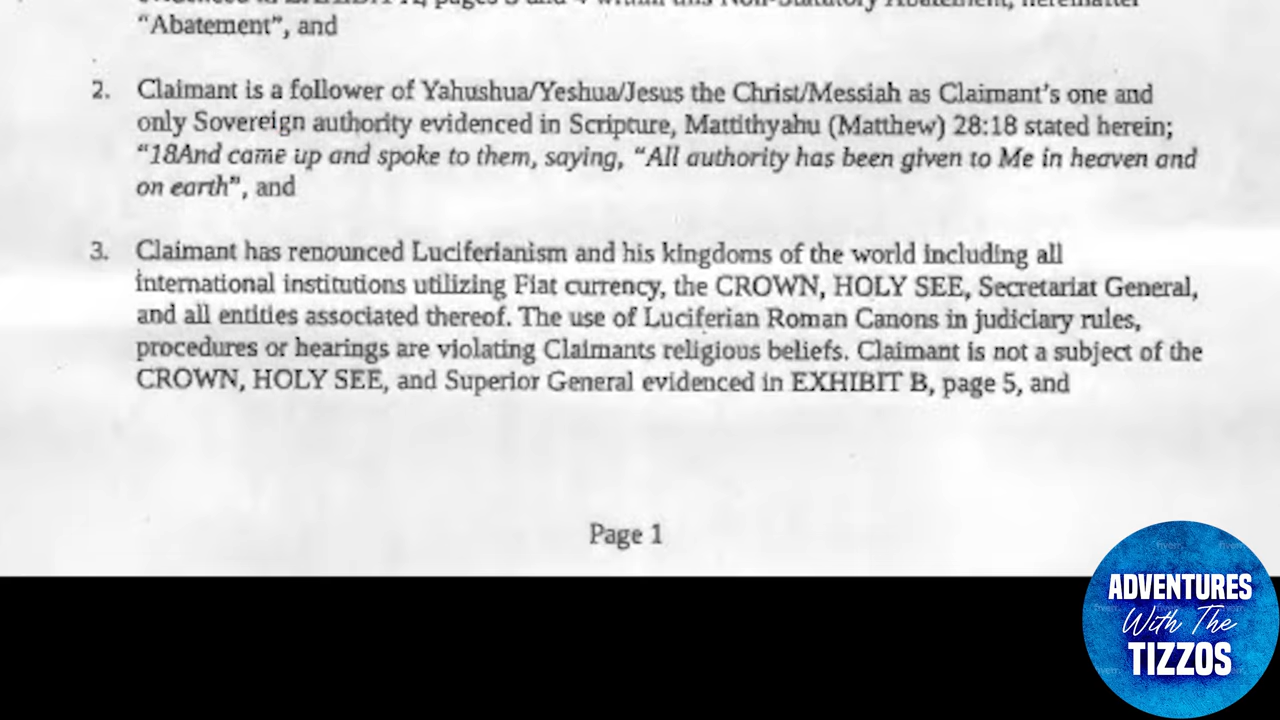 "Abatement", and
2. Claimant is a follower of Yahushua/Yeshua/Jesus the Christ/Messiah as Claimant's one and
only Sovereign authority evidenced in Scripture, Mattithyahu (Matthew) 28:18 stated herein;
"18And came up and spoke to them, saying, "All authority has been given to Me in heaven and
on earth", and
3. Claimant has renounced Luciferianism and his kingdoms of the world including all
international institutions utilizing Fiat currency, the CROWN, HOLY SEE, Secretariat General,
and all entities associated thereof. The use of Luciferian Roman Canons in judiciary rules,
procedures or hearings are violating Claimants religious beliefs. Claimant is not a subject of the
CROWN, HOLY SEE, and Superior General evidenced in EXHIBIT B, page 5, and
Page 1
ADVENTURES
With The
TIZZOS